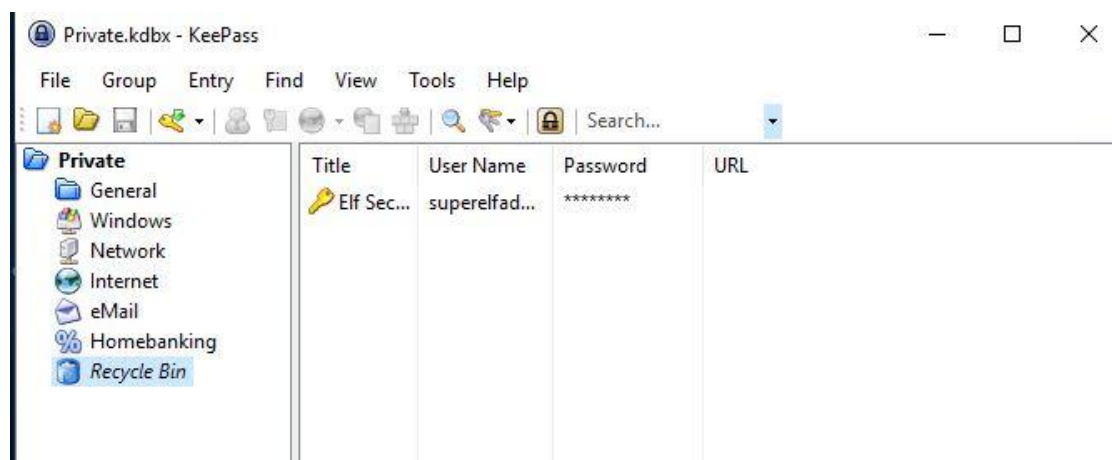 Private.kdbx - KeePass
File Group Entry Find View Tools Help
Search...
Private
General
Windows
Network
Internet
eMail
Homebanking
Recycle Bin
Title User Name Password URL
Elf Sec... superelfad... ********